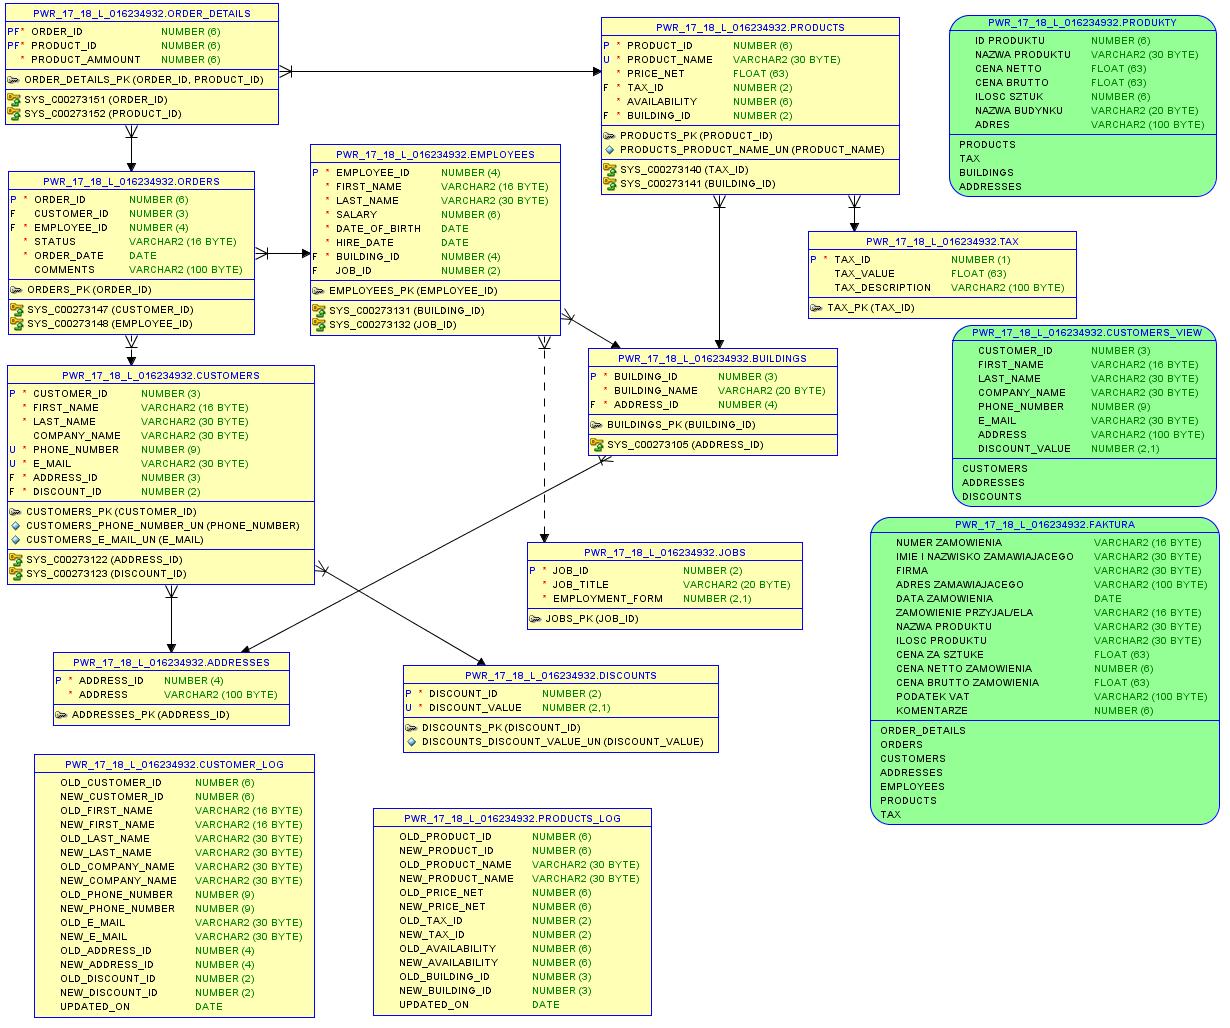 PWR_17_18_L_016234932.ORDER_DETAILS
PF* ORDER_ID NUMBER (6)
PF* PRODUCT_ID NUMBER (6)
* PRODUCT_AMMOUNT NUMBER (6)
ORDER_DETAILS_PK (ORDER_ID, PRODUCT_ID)
SYS_C00273151 (ORDER_ID)
SYS_C00273152 (PRODUCT_ID)
PWR_17_18_L_016234932.PRODUCTS
P * PRODUCT_ID NUMBER (6)
U * PRODUCT_NAME VARCHAR2 (30 BYTE)
* PRICE_NET FLOAT (63)
F * TAX_ID NUMBER (2)
* AVAILABILITY NUMBER (6)
F * BUILDING_ID NUMBER (2)
PRODUCTS_PK (PRODUCT_ID)
PRODUCTS_PRODUCT_NAME_UN (PRODUCT_NAME)
SYS_C00273140 (TAX_ID)
SYS_C00273141 (BUILDING_ID)
PWR_17_18_L_016234932.PRODUKTY
ID PRODUKTU NUMBER (6)
NAZWA PRODUKTU VARCHAR2 (30 BYTE)
CENA NETTO FLOAT (63)
CENA BRUTTO FLOAT (63)
ILOSC SZTUK NUMBER (6)
NAZWA BUDYNKU VARCHAR2 (20 BYTE)
ADRES VARCHAR2 (100 BYTE)
PRODUCTS
TAX
BUILDINGS
ADDRESSES
PWR_17_18_L_016234932.ORDERS
P * ORDER_ID NUMBER (6)
F CUSTOMER_ID NUMBER (3)
F * EMPLOYEE_ID NUMBER (4)
* STATUS VARCHAR2 (16 BYTE)
* ORDER_DATE DATE
COMMENTS VARCHAR2 (100 BYTE)
ORDERS_PK (ORDER_ID)
SYS_C00273147 (CUSTOMER_ID)
SYS_C00273148 (EMPLOYEE_ID)
PWR_17_18_L_016234932.EMPLOYEES
P * EMPLOYEE_ID NUMBER (4)
* FIRST_NAME VARCHAR2 (16 BYTE)
* LAST_NAME VARCHAR2 (30 BYTE)
* SALARY NUMBER (6)
* DATE_OF_BIRTH DATE
* HIRE_DATE DATE
F * BUILDING_ID NUMBER (4)
F JOB_ID NUMBER (2)
EMPLOYEES_PK (EMPLOYEE_ID)
SYS_C00273131 (BUILDING_ID)
SYS_C00273132 (JOB_ID)
PWR_17_18_L_016234932.TAX
P * TAX_ID NUMBER (1)
TAX_VALUE FLOAT (63)
TAX_DESCRIPTION VARCHAR2 (100 BYTE)
TAX_PK (TAX_ID)
PWR_17_18_L_016234932.CUSTOMERS_VIEW
CUSTOMER_ID NUMBER (3)
FIRST_NAME VARCHAR2 (16 BYTE)
LAST_NAME VARCHAR2 (30 BYTE)
COMPANY_NAME VARCHAR2 (30 BYTE)
PHONE_NUMBER NUMBER (9)
E_MAIL VARCHAR2 (30 BYTE)
ADDRESS VARCHAR2 (100 BYTE)
DISCOUNT_VALUE NUMBER (2,1)
CUSTOMERS
ADDRESSES
DISCOUNTS
PWR_17_18_L_016234932.BUILDINGS
P * BUILDING_ID NUMBER (3)
* BUILDING_NAME VARCHAR2 (20 BYTE)
F * ADDRESS_ID NUMBER (4)
BUILDINGS_PK (BUILDING_ID)
SYS_C00273105 (ADDRESS_ID)
PWR_17_18_L_016234932.CUSTOMERS
P * CUSTOMER_ID NUMBER (3)
* FIRST_NAME VARCHAR2 (16 BYTE)
* LAST_NAME VARCHAR2 (30 BYTE)
COMPANY_NAME VARCHAR2 (30 BYTE)
U * PHONE_NUMBER NUMBER (9)
U * E_MAIL VARCHAR2 (30 BYTE)
F * ADDRESS_ID NUMBER (3)
F * DISCOUNT_ID NUMBER (2)
CUSTOMERS_PK (CUSTOMER_ID)
CUSTOMERS_PHONE_NUMBER_UN (PHONE_NUMBER)
CUSTOMERS_E_MAIL_UN (E_MAIL)
SYS_C00273122 (ADDRESS_ID)
SYS_C00273123 (DISCOUNT_ID)
PWR_17_18_L_016234932.JOBS
P * JOB_ID NUMBER (2)
* JOB_TITLE VARCHAR2 (20 BYTE)
* EMPLOYMENT_FORM NUMBER (2,1)
JOBS_PK (JOB_ID)
PWR_17_18_L_016234932.FAKTURA
NUMER ZAMOWIENIA VARCHAR2 (16 BYTE)
IMIE I NAZWISKO ZAMAWIAJACEGO VARCHAR2 (30 BYTE)
FIRMA VARCHAR2 (30 BYTE)
ADRES ZAMAWIAJACEGO VARCHAR2 (100 BYTE)
DATA ZAMOWIENIA DATE
ZAMOWIENIE PRZYJAL/ELA VARCHAR2 (16 BYTE)
NAZWA PRODUKTU VARCHAR2 (30 BYTE)
ILOSC PRODUKTU VARCHAR2 (30 BYTE)
CENA ZA SZTUKE FLOAT (63)
CENA NETTO ZAMOWIENIA NUMBER (6)
CENA BRUTTO ZAMOWIENIA FLOAT (63)
PODATEK VAT VARCHAR2 (100 BYTE)
KOMENTARZE NUMBER (6)
ORDER_DETAILS
ORDERS
CUSTOMERS
ADDRESSES
EMPLOYEES
PRODUCTS
TAX
PWR_17_18_L_016234932.ADDRESSES
P * ADDRESS_ID NUMBER (4)
* ADDRESS VARCHAR2 (100 BYTE)
ADDRESSES_PK (ADDRESS_ID)
PWR_17_18_L_016234932.DISCOUNTS
P * DISCOUNT_ID NUMBER (2)
U * DISCOUNT_VALUE NUMBER (2,1)
DISCOUNTS_PK (DISCOUNT_ID)
DISCOUNTS_DISCOUNT_VALUE_UN (DISCOUNT_VALUE)
PWR_17_18_L_016234932.CUSTOMER_LOG
OLD_CUSTOMER_ID NUMBER (6)
NEW_CUSTOMER_ID NUMBER (6)
OLD_FIRST_NAME VARCHAR2 (16 BYTE)
NEW_FIRST_NAME VARCHAR2 (16 BYTE)
OLD_LAST_NAME VARCHAR2 (30 BYTE)
NEW_LAST_NAME VARCHAR2 (30 BYTE)
OLD_COMPANY_NAME VARCHAR2 (30 BYTE)
NEW_COMPANY_NAME VARCHAR2 (30 BYTE)
OLD_PHONE_NUMBER NUMBER (9)
NEW_PHONE_NUMBER NUMBER (9)
OLD_E_MAIL VARCHAR2 (30 BYTE)
NEW_E_MAIL VARCHAR2 (30 BYTE)
OLD_ADDRESS_ID NUMBER (4)
NEW_ADDRESS_ID NUMBER (4)
OLD_DISCOUNT_ID NUMBER (2)
NEW_DISCOUNT_ID NUMBER (2)
UPDATED_ON DATE
PWR_17_18_L_016234932.PRODUCTS_LOG
OLD_PRODUCT_ID NUMBER (6)
NEW_PRODUCT_ID NUMBER (6)
OLD_PRODUCT_NAME VARCHAR2 (30 BYTE)
NEW_PRODUCT_NAME VARCHAR2 (30 BYTE)
OLD_PRICE_NET NUMBER (6)
NEW_PRICE_NET NUMBER (6)
OLD_TAX_ID NUMBER (2)
NEW_TAX_ID NUMBER (2)
OLD_AVAILABILITY NUMBER (6)
NEW_AVAILABILITY NUMBER (6)
OLD_BUILDING_ID NUMBER (3)
NEW_BUILDING_ID NUMBER (3)
UPDATED_ON DATE